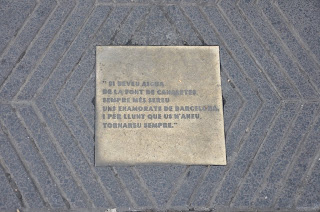 "SI BEVEU AIGUA
DE LA FONT DE CANALETES,
SEMPRE MÉS SEREU
UNS ENAMORATS DE BARCELONA.
I PER LLUNY QUE US N'ANEU,
TORNAREU SEMPRE."